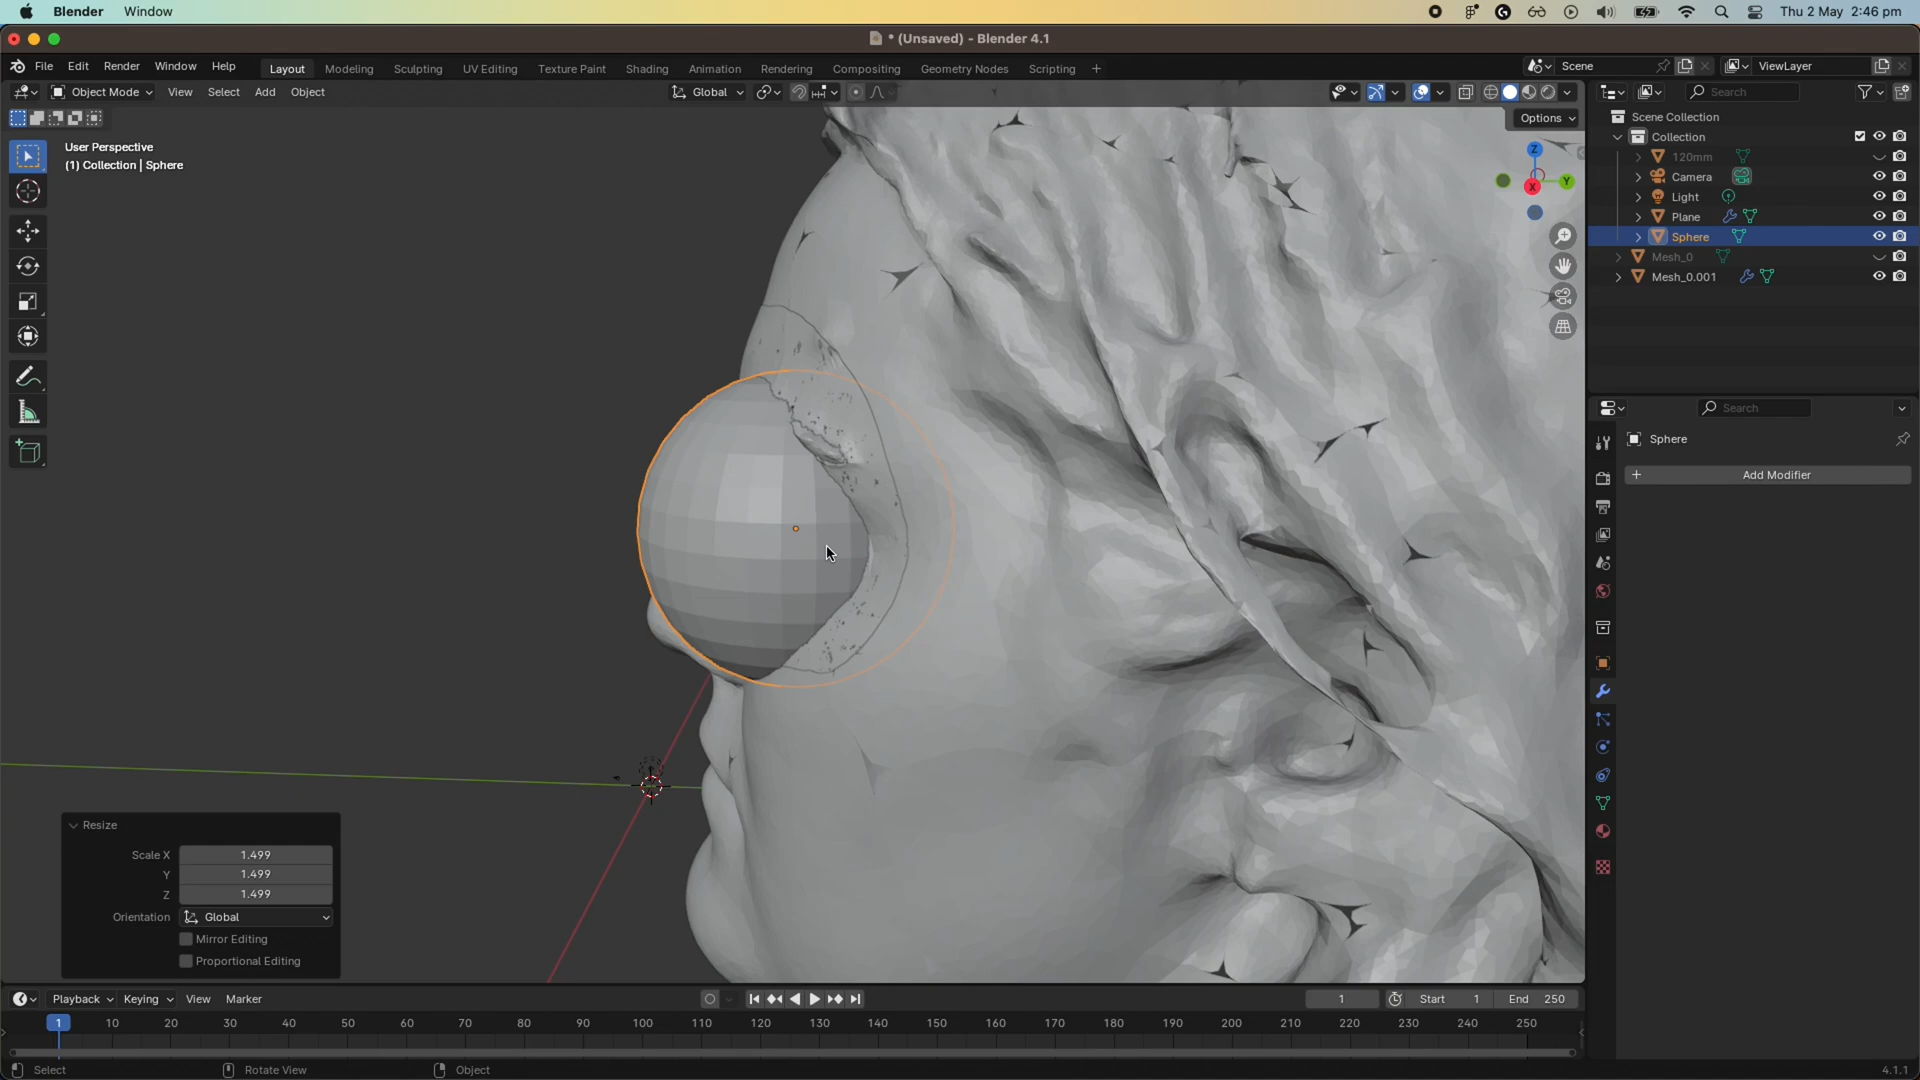 Blender Window Thu 2 May 2:46 pm
* (Unsaved) - Blender 4.1
File Edit Render Window Help Layout Modeling Sculpting UV Editing Texture Paint Shading Animation Rendering Compositing Geometry Nodes Scripting + Scene ViewLayer
Object Mode View Select Add Object Global Search
Options
User Perspective
(1) Collection | Sphere
Z
Y
X
Scene Collection
Collection
120mm
Camera
Light
Plane
Sphere
Mesh_0
Mesh_0.001
Search
Sphere
+ Add Modifier
Resize
Scale X 1.499
Y 1.499
Z 1.499
Orientation Global
Mirror Editing
Proportional Editing
Playback Keying View Marker 1 Start 1 End 250
1 10 20 30 40 50 60 70 80 90 100 110 120 130 140 150 160 170 180 190 200 210 220 230 240 250
Select Rotate View Object 4.1.1